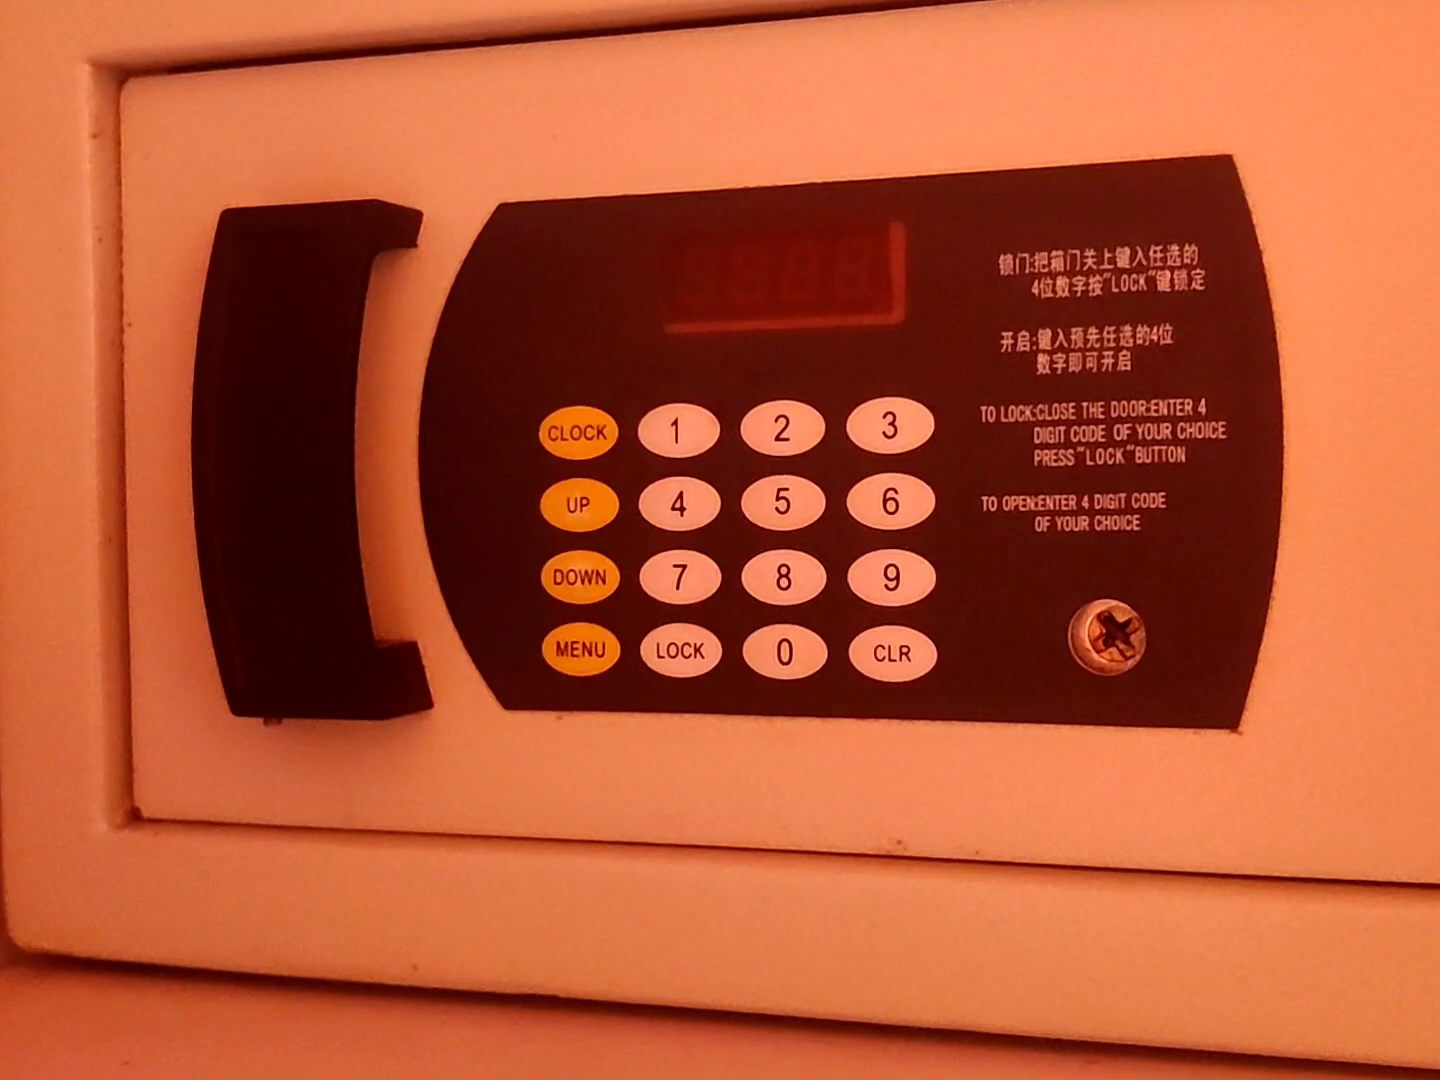 锁门:把箱门关上键入任选的
4位数字按"LOCK"键锁定
开启:键入预先任选的4位
数字即可开启
TO LOCK:CLOSE THE DOOR:ENTER 4
DIGIT CODE OF YOUR CHOICE
PRESS "LOCK" BUTTON
TO OPEN:ENTER 4 DIGIT CODE
OF YOUR CHOICE
CLOCK 1 2 3
UP 4 5 6
DOWN 7 8 9
MENU LOCK 0 CLR